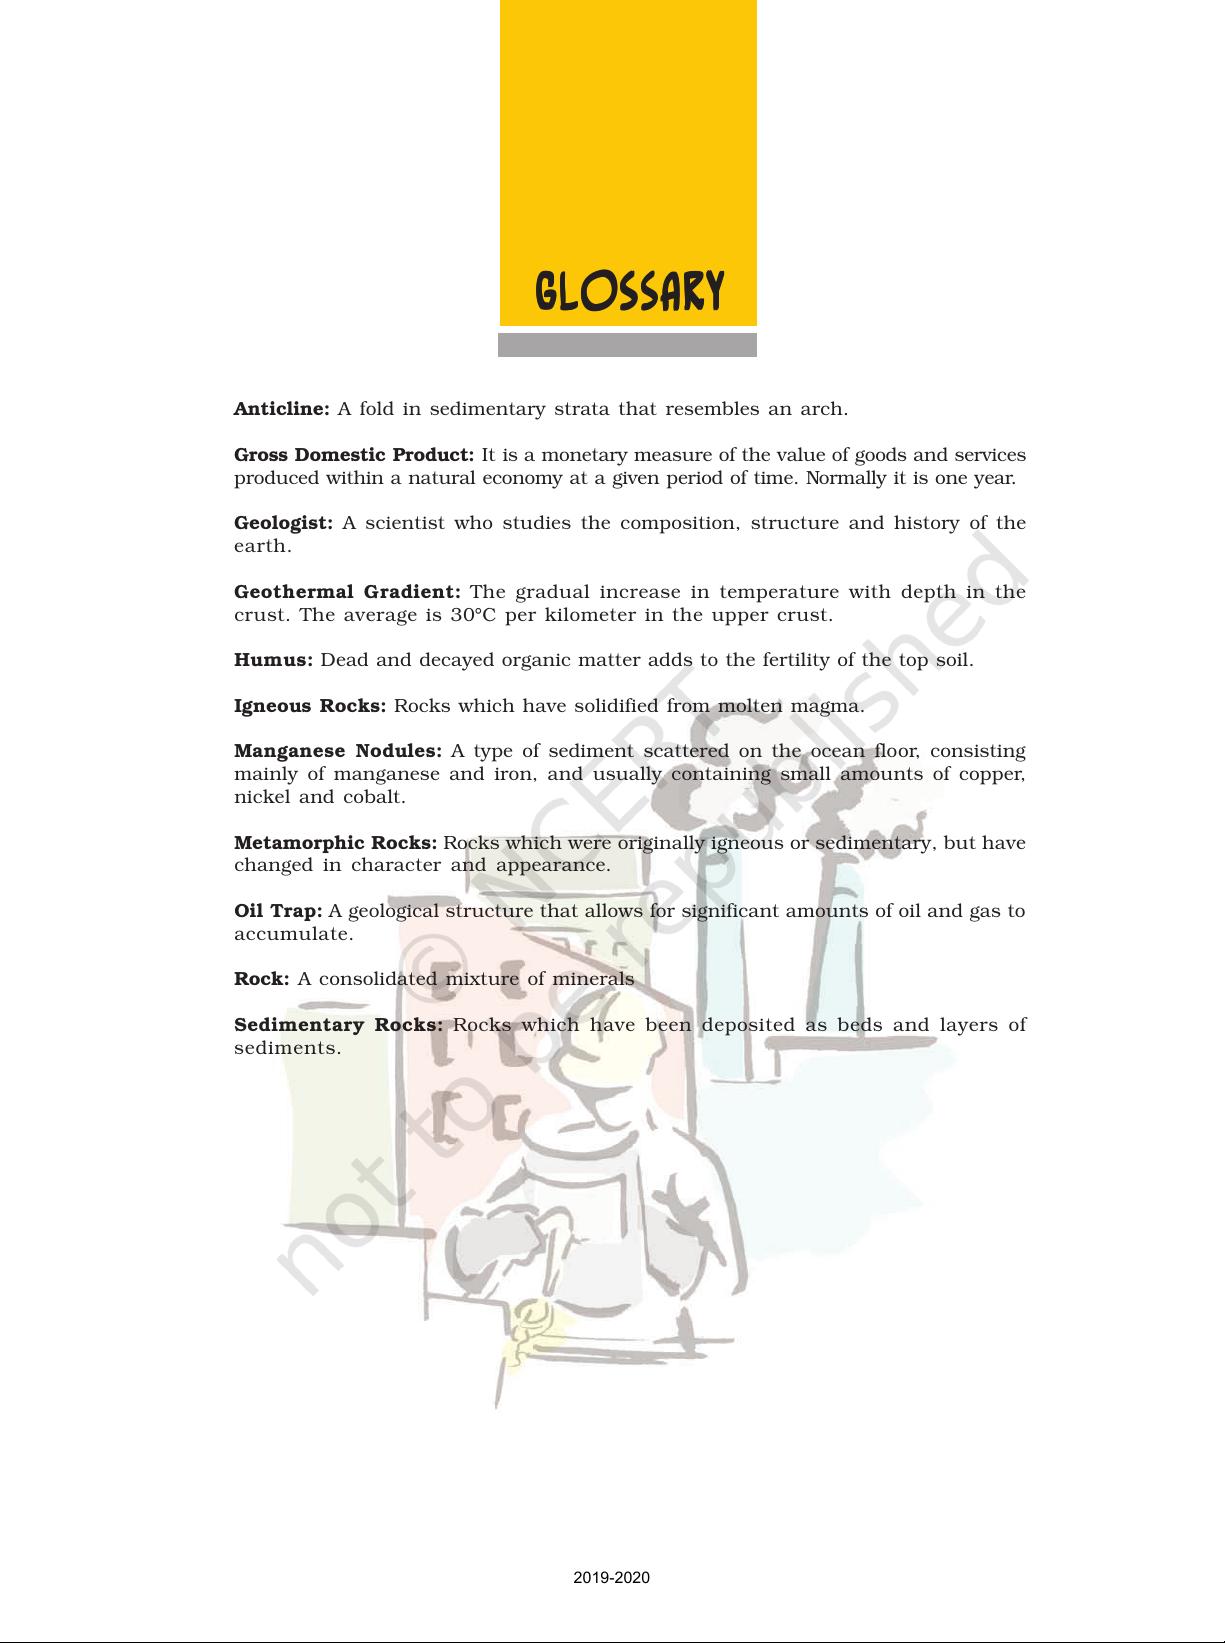 GLOSSARY
Anticline: A fold in sedimentary strata that resembles an arch.
Gross Domestic Product: It is a monetary measure of the value of goods and services
produced within a natural economy at a given period of time. Normally it is one year.
Geologist: A scientist who studies the composition, structure and history of the
earth.
Geothermal Gradient: The gradual increase in temperature with depth in the
crust. The average is 30°C per kilometer in the upper crust.
Humus: Dead and decayed organic matter adds to the fertility of the top soil.
Igneous Rocks: Rocks which have solidified from molten magma.
Manganese Nodules: A type of sediment scattered on the ocean floor, consisting
mainly of manganese and iron, and usually containing small amounts of copper,
nickel and cobalt.
Metamorphic Rocks: Rocks which were originally igneous or sedimentary, but have
changed in character and appearance.
Oil Trap: A geological structure that allows for significant amounts of oil and gas to
accumulate.
Rock: A consolidated mixture of minerals
Sedimentary Rocks: Rocks which have been deposited as beds and layers of
sediments.
© NCERT
not to be republished
2019-2020